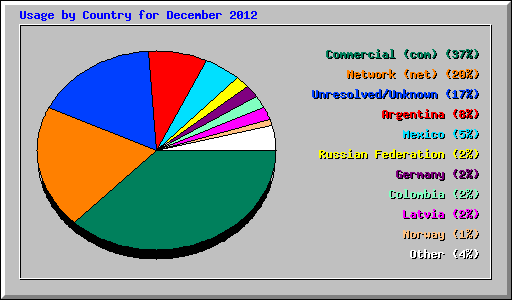 Usage by Country for December 2012
Commercial (com) (37%)
Network (net) (20%)
Unresolved/Unknown (17%)
Argentina (8%)
Mexico (5%)
Russian Federation (2%)
Germany (2%)
Colombia (2%)
Latvia (2%)
Norway (1%)
Other (4%)